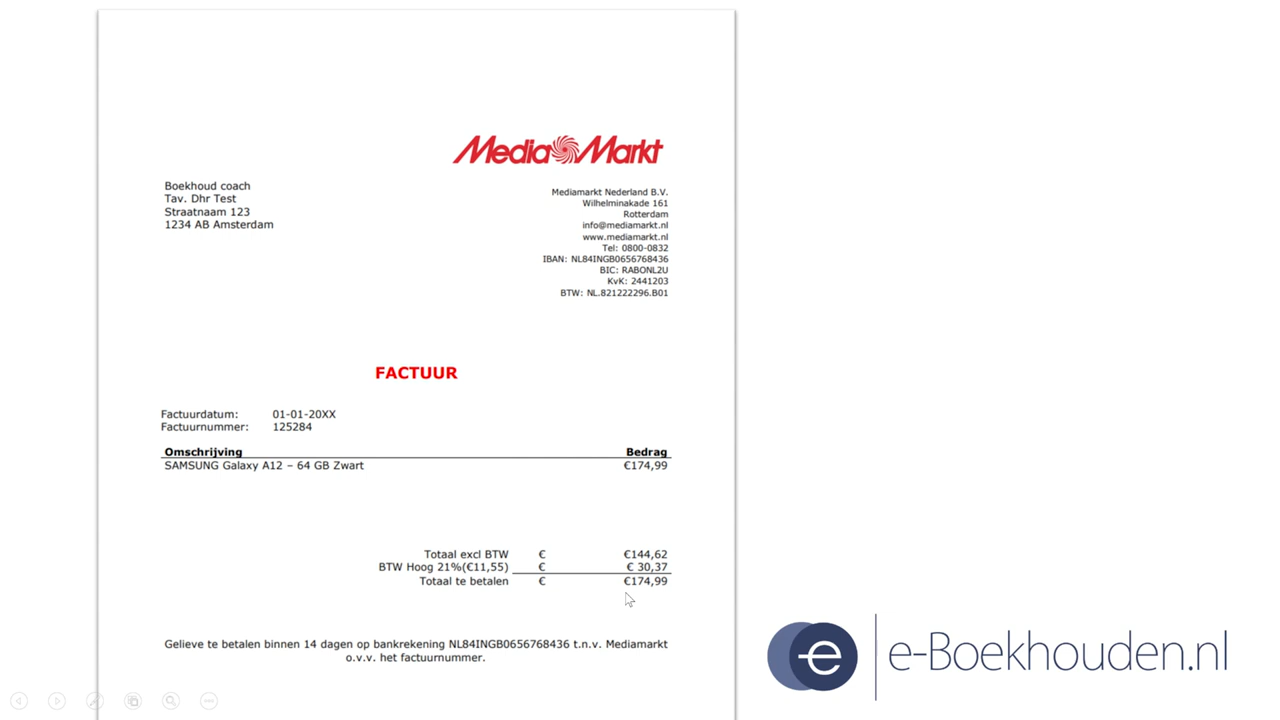 MediaMarkt
Boekhoud coach
Tav. Dhr Test
Straatnaam 123
1234 AB Amsterdam
Mediamarkt Nederland B.V.
Wilhelminakade 161
Rotterdam
info@mediamarkt.nl
www.mediamarkt.nl
Tel: 0800-0832
IBAN: NL84INGB0656768436
BIC: RABONL2U
KvK: 2441203
BTW: NL.821222296.B01
FACTUUR
Factuurdatum: 01-01-20XX
Factuurnummer: 125284
Omschrijving Bedrag
SAMSUNG Galaxy A12 – 64 GB Zwart €174,99
Totaal excl BTW € €144,62
BTW Hoog 21%(€11,55) € € 30,37
Totaal te betalen € €174,99
Gelieve te betalen binnen 14 dagen op bankrekening NL84INGB0656768436 t.n.v. Mediamarkt
o.v.v. het factuurnummer.
e e-Boekhouden.nl